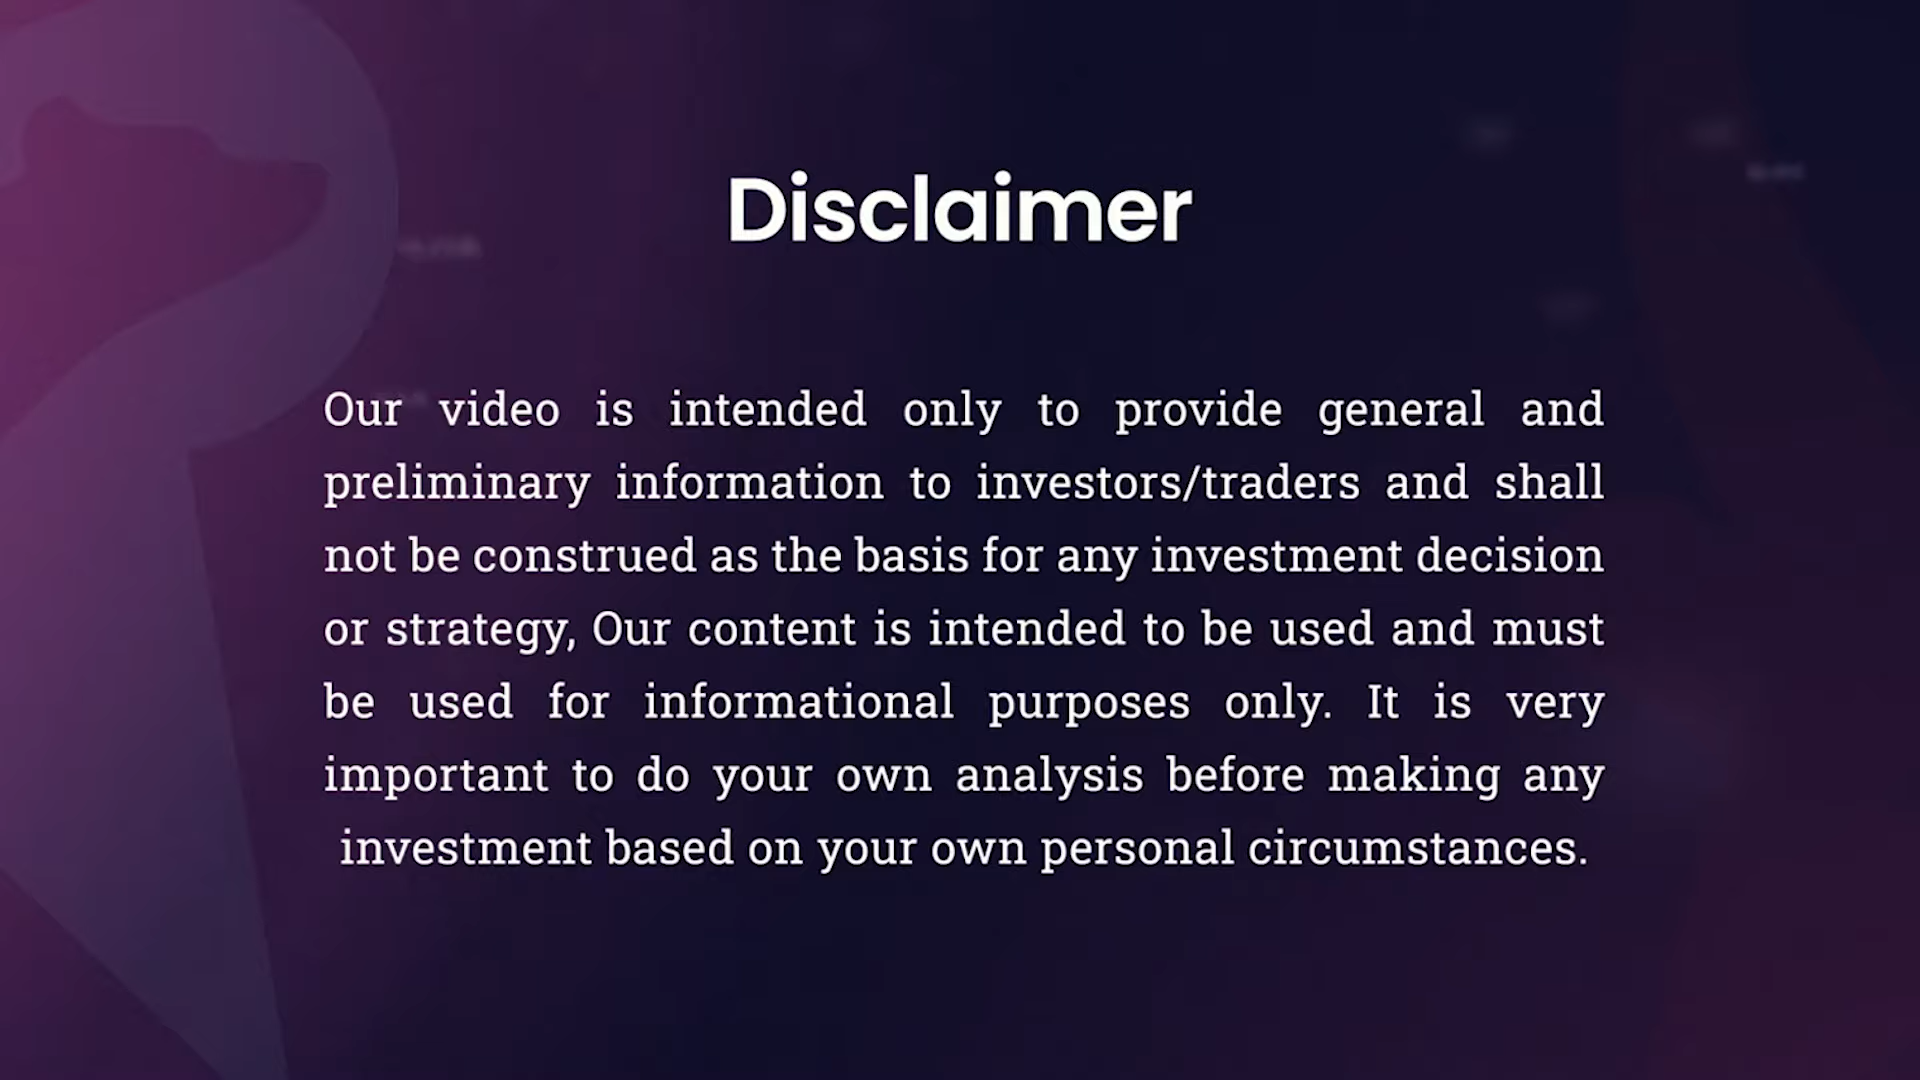 Disclaimer
Our video is intended only to provide general and
preliminary information to investors/traders and shall
not be construed as the basis for any investment decision
or strategy, Our content is intended to be used and must
be used for informational purposes only. It is very
important to do your own analysis before making any
investment based on your own personal circumstances.